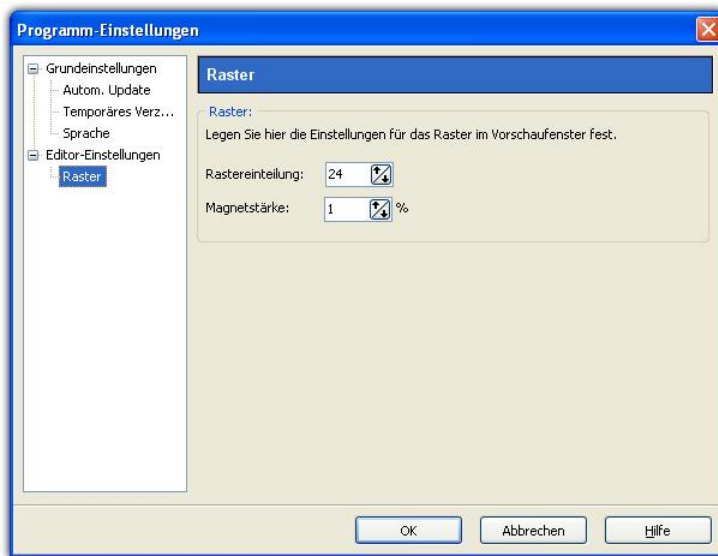 Programm-Einstellungen
Grundeinstellungen
Autom. Update
Temporäres Verz...
Sprache
Editor-Einstellungen
Raster
Raster
Raster:
Legen Sie hier die Einstellungen für das Raster im Vorschaufenster fest.
Rastereinteilung: 24
Magnetstärke: 1 %
OK Abbrechen Hilfe